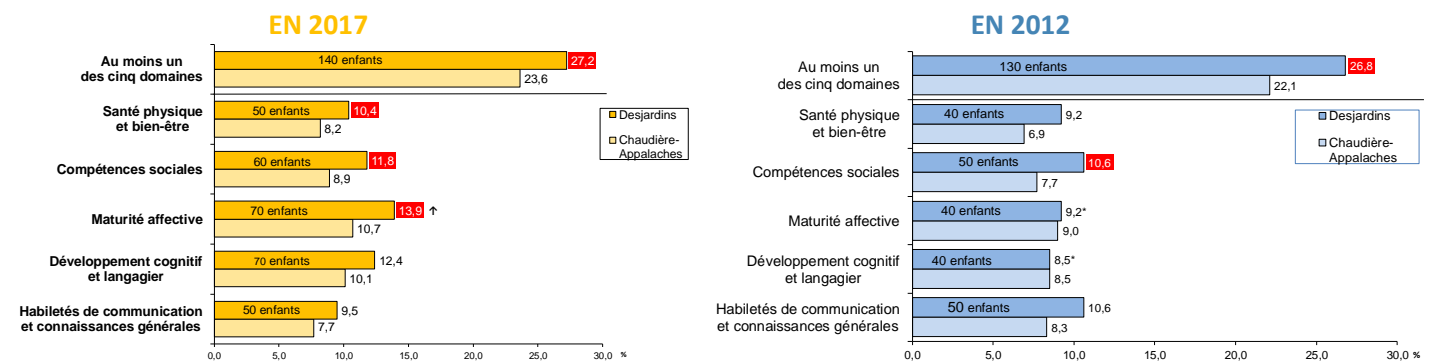 EN 2017
Au moins un
des cinq domaines
140 enfants
27,2
23,6
Santé physique
et bien-être
50 enfants
10,4
8,2
Compétences sociales
60 enfants
11,8
8,9
Maturité affective
70 enfants
13,9 ↑
10,7
Développement cognitif
et langagier
70 enfants
12,4
10,1
Habiletés de communication
et connaissances générales
50 enfants
9,5
7,7
0,0 5,0 10,0 15,0 20,0 25,0 30,0 %
Desjardins
Chaudière-
Appalaches
EN 2012
Au moins un
des cinq domaines
130 enfants
26,8
22,1
Santé physique
et bien-être
40 enfants
9,2
6,9
Compétences sociales
50 enfants
10,6
7,7
Maturité affective
40 enfants
9,2*
9,0
Développement cognitif
et langagier
40 enfants
8,5*
8,5
Habiletés de communication
et connaissances générales
50 enfants
10,6
8,3
0,0 5,0 10,0 15,0 20,0 25,0 30,0 %
Desjardins
Chaudière-
Appalaches